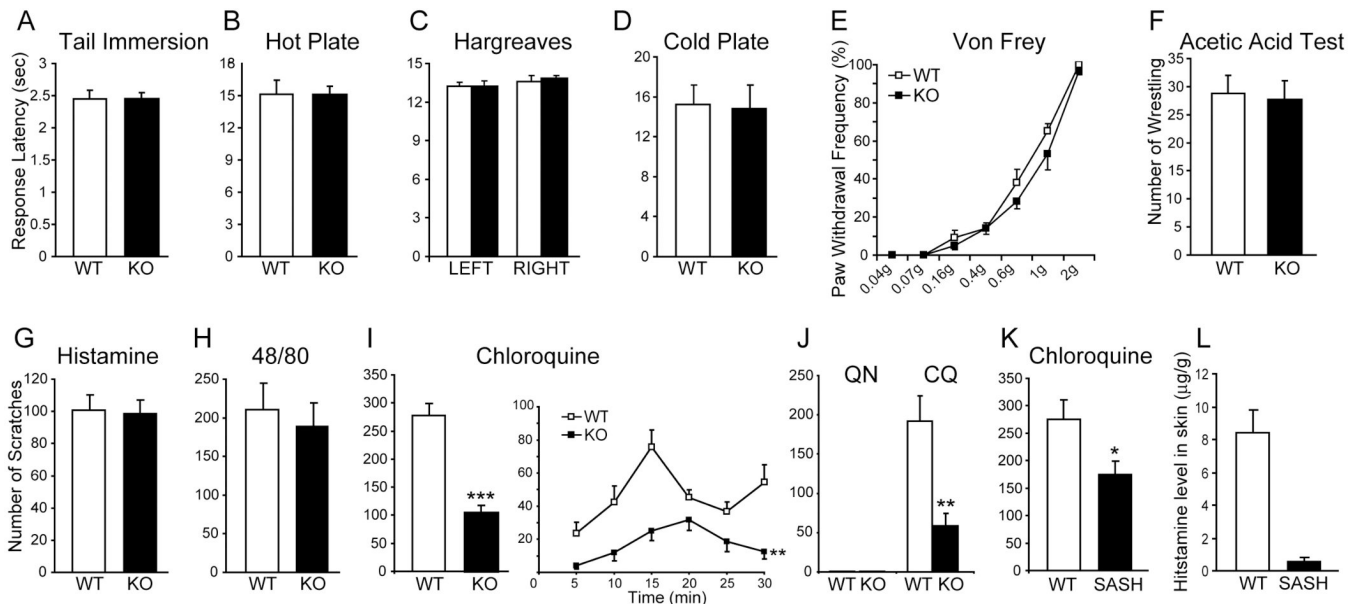 A
Tail Immersion
Response Latency (sec)
3
2.5
2
1.5
1
0.5
0
WT KO
B
Hot Plate
18
15
12
9
6
3
0
WT KO
C
Hargreaves
15
12
9
6
3
0
LEFT RIGHT
D
Cold Plate
20
16
12
8
4
0
WT KO
E
Von Frey
Paw Withdrawal Frequency (%)
WT
KO
100
80
60
40
20
0
0.04g 0.07g 0.16g 0.4g 0.6g 1g 2g
F
Acetic Acid Test
Number of Wrestling
35
30
25
20
15
10
5
0
WT KO
G
Histamine
Number of Scratches
120
100
80
60
40
20
0
WT KO
H
48/80
250
200
150
100
50
0
WT KO
I
Chloroquine
350
300
250
200
150
100
50
0
***
WT KO
100
80
60
40
20
0
WT
KO
**
0 5 10 15 20 25 30
Time (min)
J
QN CQ
250
200
150
100
50
0
**
WT KO WT KO
K
Chloroquine
350
300
250
200
150
100
50
0
*
WT SASH
L
Hitstamine level in skin (µg/g)
12
10
8
6
4
2
0
WT SASH